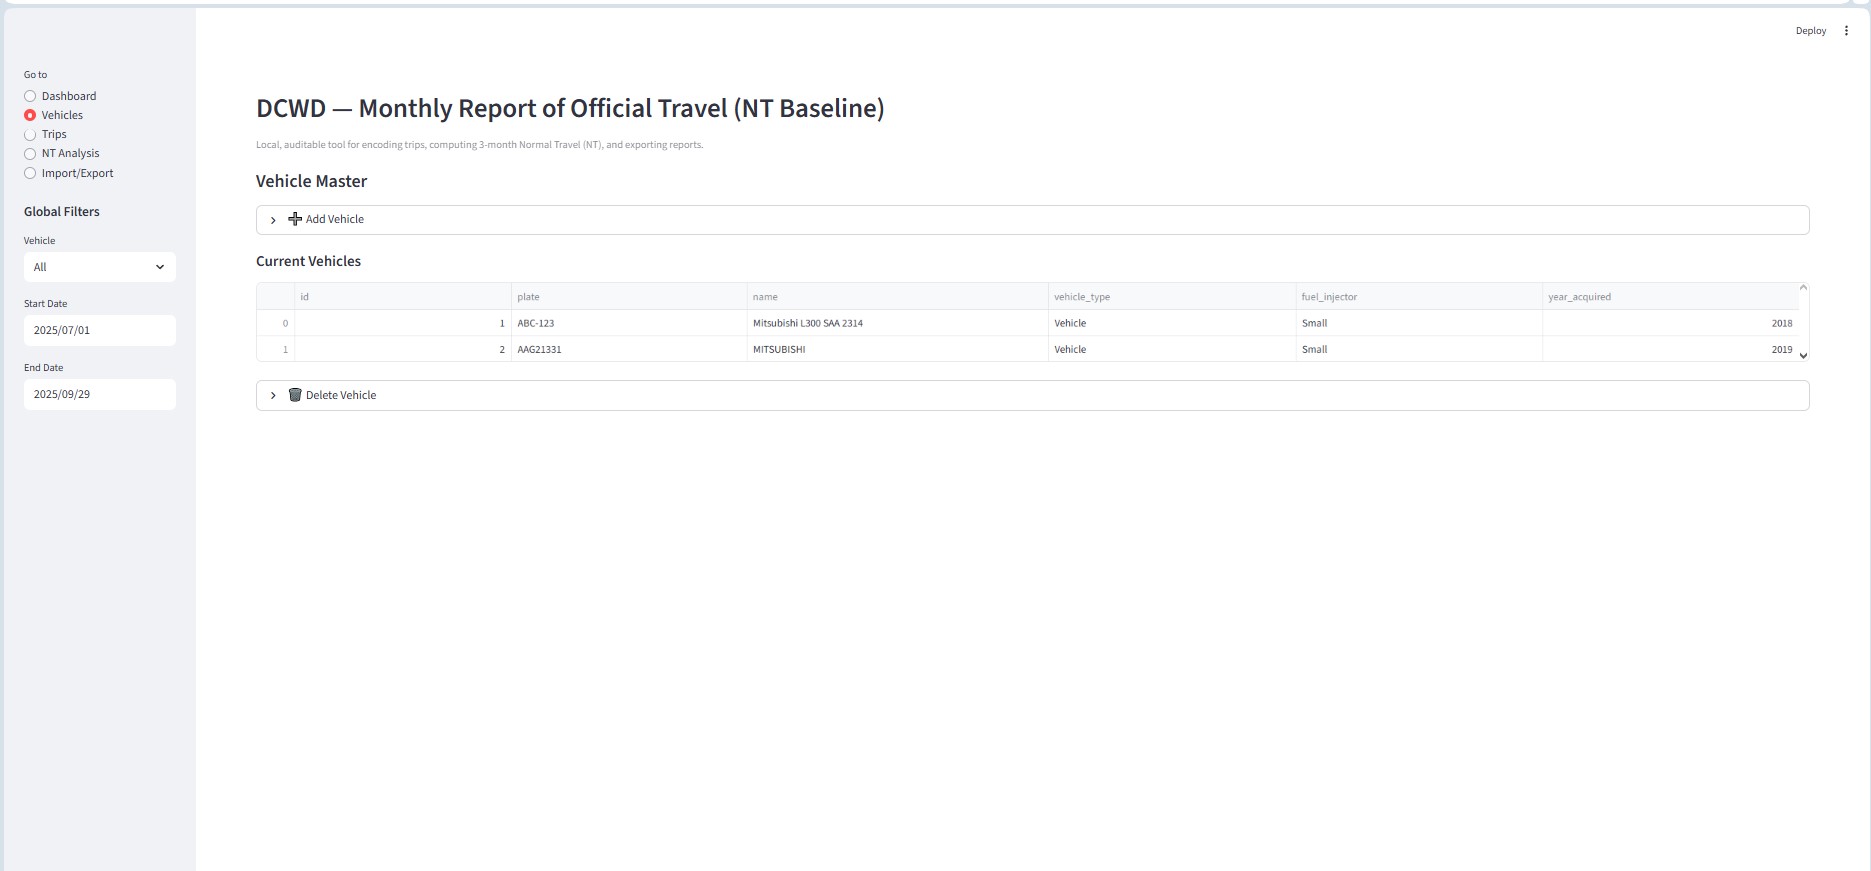 Deploy
Go to
Dashboard
Vehicles
Trips
NT Analysis
Import/Export
Global Filters
Vehicle
All
Start Date
2025/07/01
End Date
2025/09/29
DCWD — Monthly Report of Official Travel (NT Baseline)
Local, auditable tool for encoding trips, computing 3-month Normal Travel (NT), and exporting reports.
Vehicle Master
Add Vehicle
Current Vehicles
id plate name vehicle_type fuel_injector year_acquired
0 1 ABC-123 Mitsubishi L300 SAA 2314 Vehicle Small 2018
1 2 AAG21331 MITSUBISHI Vehicle Small 2019
Delete Vehicle